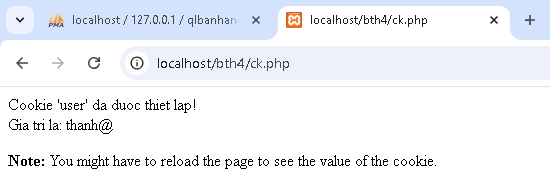 localhost / 127.0.0.1 / qlbanhan
localhost/bth4/ck.php
localhost/bth4/ck.php
Cookie 'user' da duoc thiet lap!
Gia tri la: thanh@
Note: You might have to reload the page to see the value of the cookie.